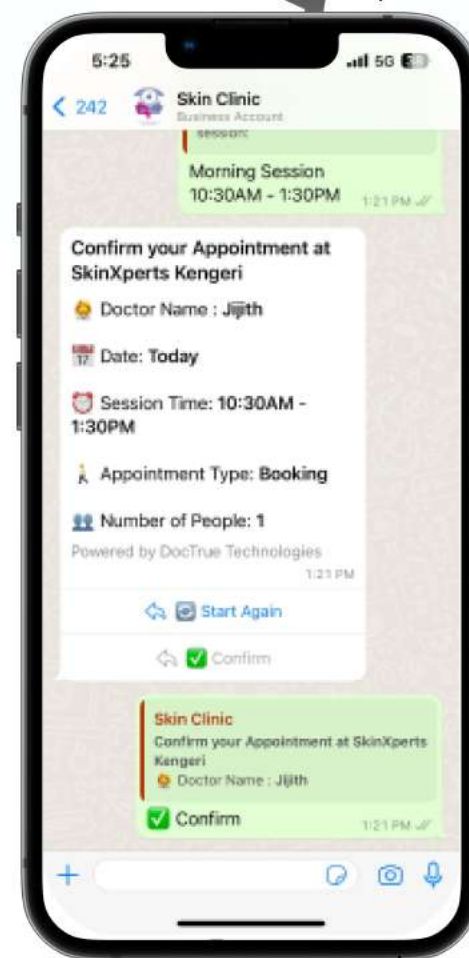 5:25
5G
242
Skin Clinic
Business Account
session:
Morning Session
10:30AM - 1:30PM
1:21 PM
Confirm your Appointment at
SkinXperts Kengeri
Doctor Name : Jijith
17
Date: Today
Session Time: 10:30AM -
1:30PM
Appointment Type: Booking
Number of People: 1
Powered by DocTrue Technologies
1:21 PM
Start Again
Confirm
Skin Clinic
Confirm your Appointment at SkinXperts
Kengeri
Doctor Name : Jijith
Confirm
1:21 PM